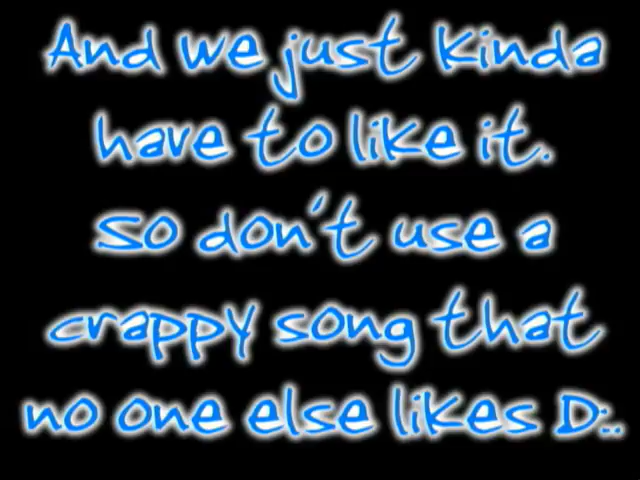 And we just kinda
have to like it.
So don't use a
crappy song that
no one else likes D:..